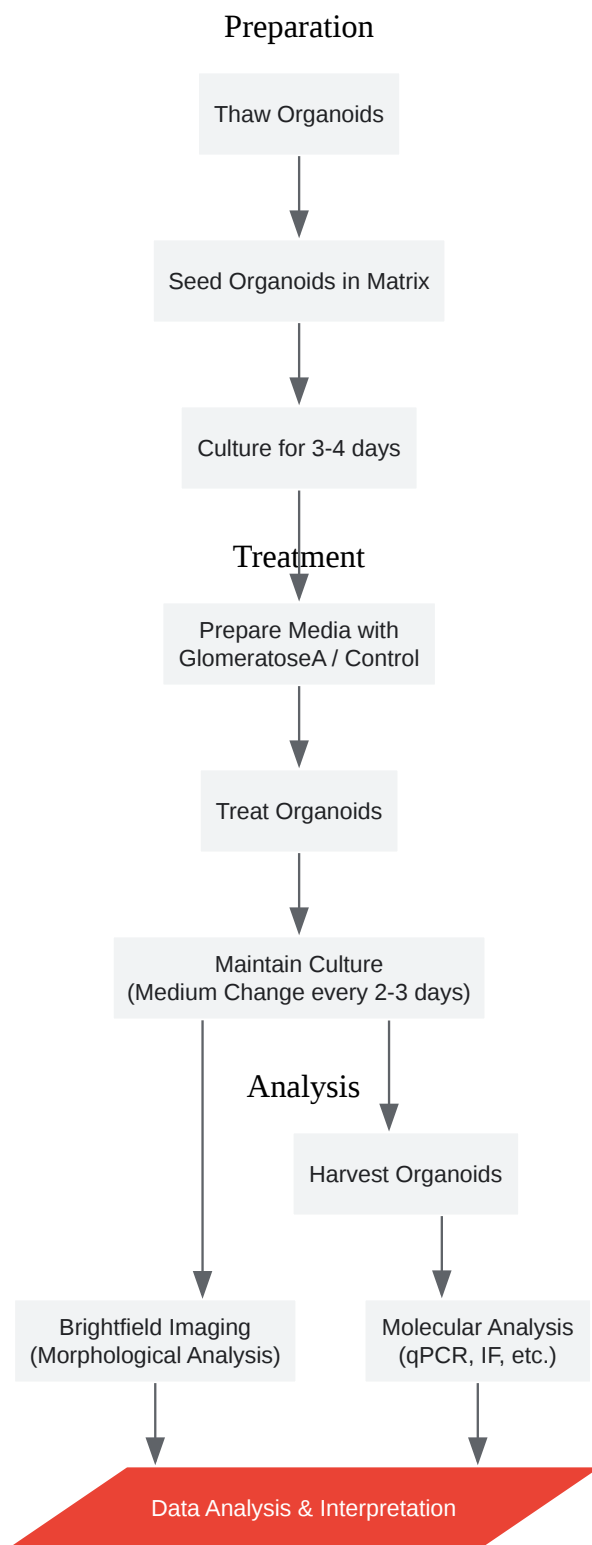 Preparation
Thaw Organoids
Seed Organoids in Matrix
Culture for 3-4 days
Treatment
Prepare Media with
GlomeratoseA / Control
Treat Organoids
Maintain Culture
(Medium Change every 2-3 days)
Analysis
Harvest Organoids
Brightfield Imaging
(Morphological Analysis)
Molecular Analysis
(qPCR, IF, etc.)
Data Analysis & Interpretation